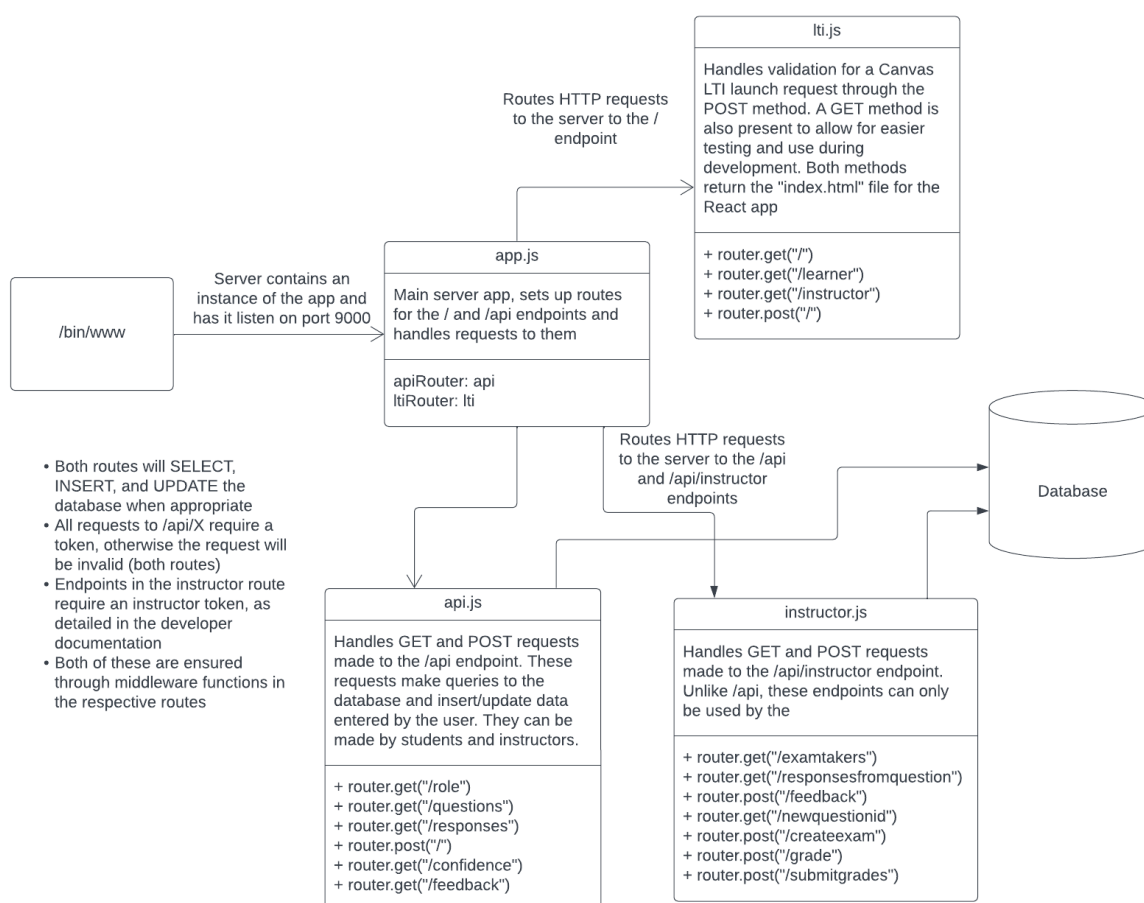 lti.js
Handles validation for a Canvas
LTI launch request through the
POST method. A GET method is
also present to allow for easier
testing and use during
development. Both methods
return the "index.html" file for the
React app
+ router.get("/")
+ router.get("/learner")
+ router.get("/instructor")
+ router.post("/")
Routes HTTP requests
to the server to the /
endpoint
app.js
Main server app, sets up routes
for the / and /api endpoints and
handles requests to them
apiRouter: api
ltiRouter: lti
Server contains an
instance of the app and
has it listen on port 9000
/bin/www
Routes HTTP requests
to the server to the /api
and /api/instructor
endpoints
Database
• Both routes will SELECT,
INSERT, and UPDATE the
database when appropriate
• All requests to /api/X require a
token, otherwise the request will
be invalid (both routes)
• Endpoints in the instructor route
require an instructor token, as
detailed in the developer
documentation
• Both of these are ensured
through middleware functions in
the respective routes
api.js
Handles GET and POST requests
made to the /api endpoint. These
requests make queries to the
database and insert/update data
entered by the user. They can be
made by students and instructors.
+ router.get("/role")
+ router.get("/questions")
+ router.get("/responses")
+ router.post("/")
+ router.get("/confidence")
+ router.get("/feedback")
instructor.js
Handles GET and POST requests
made to the /api/instructor endpoint.
Unlike /api, these endpoints can only
be used by the
+ router.get("/examtakers")
+ router.get("/responsesfromquestion")
+ router.post("/feedback")
+ router.get("/newquestionid")
+ router.post("/createexam")
+ router.post("/grade")
+ router.post("/submitgrades")